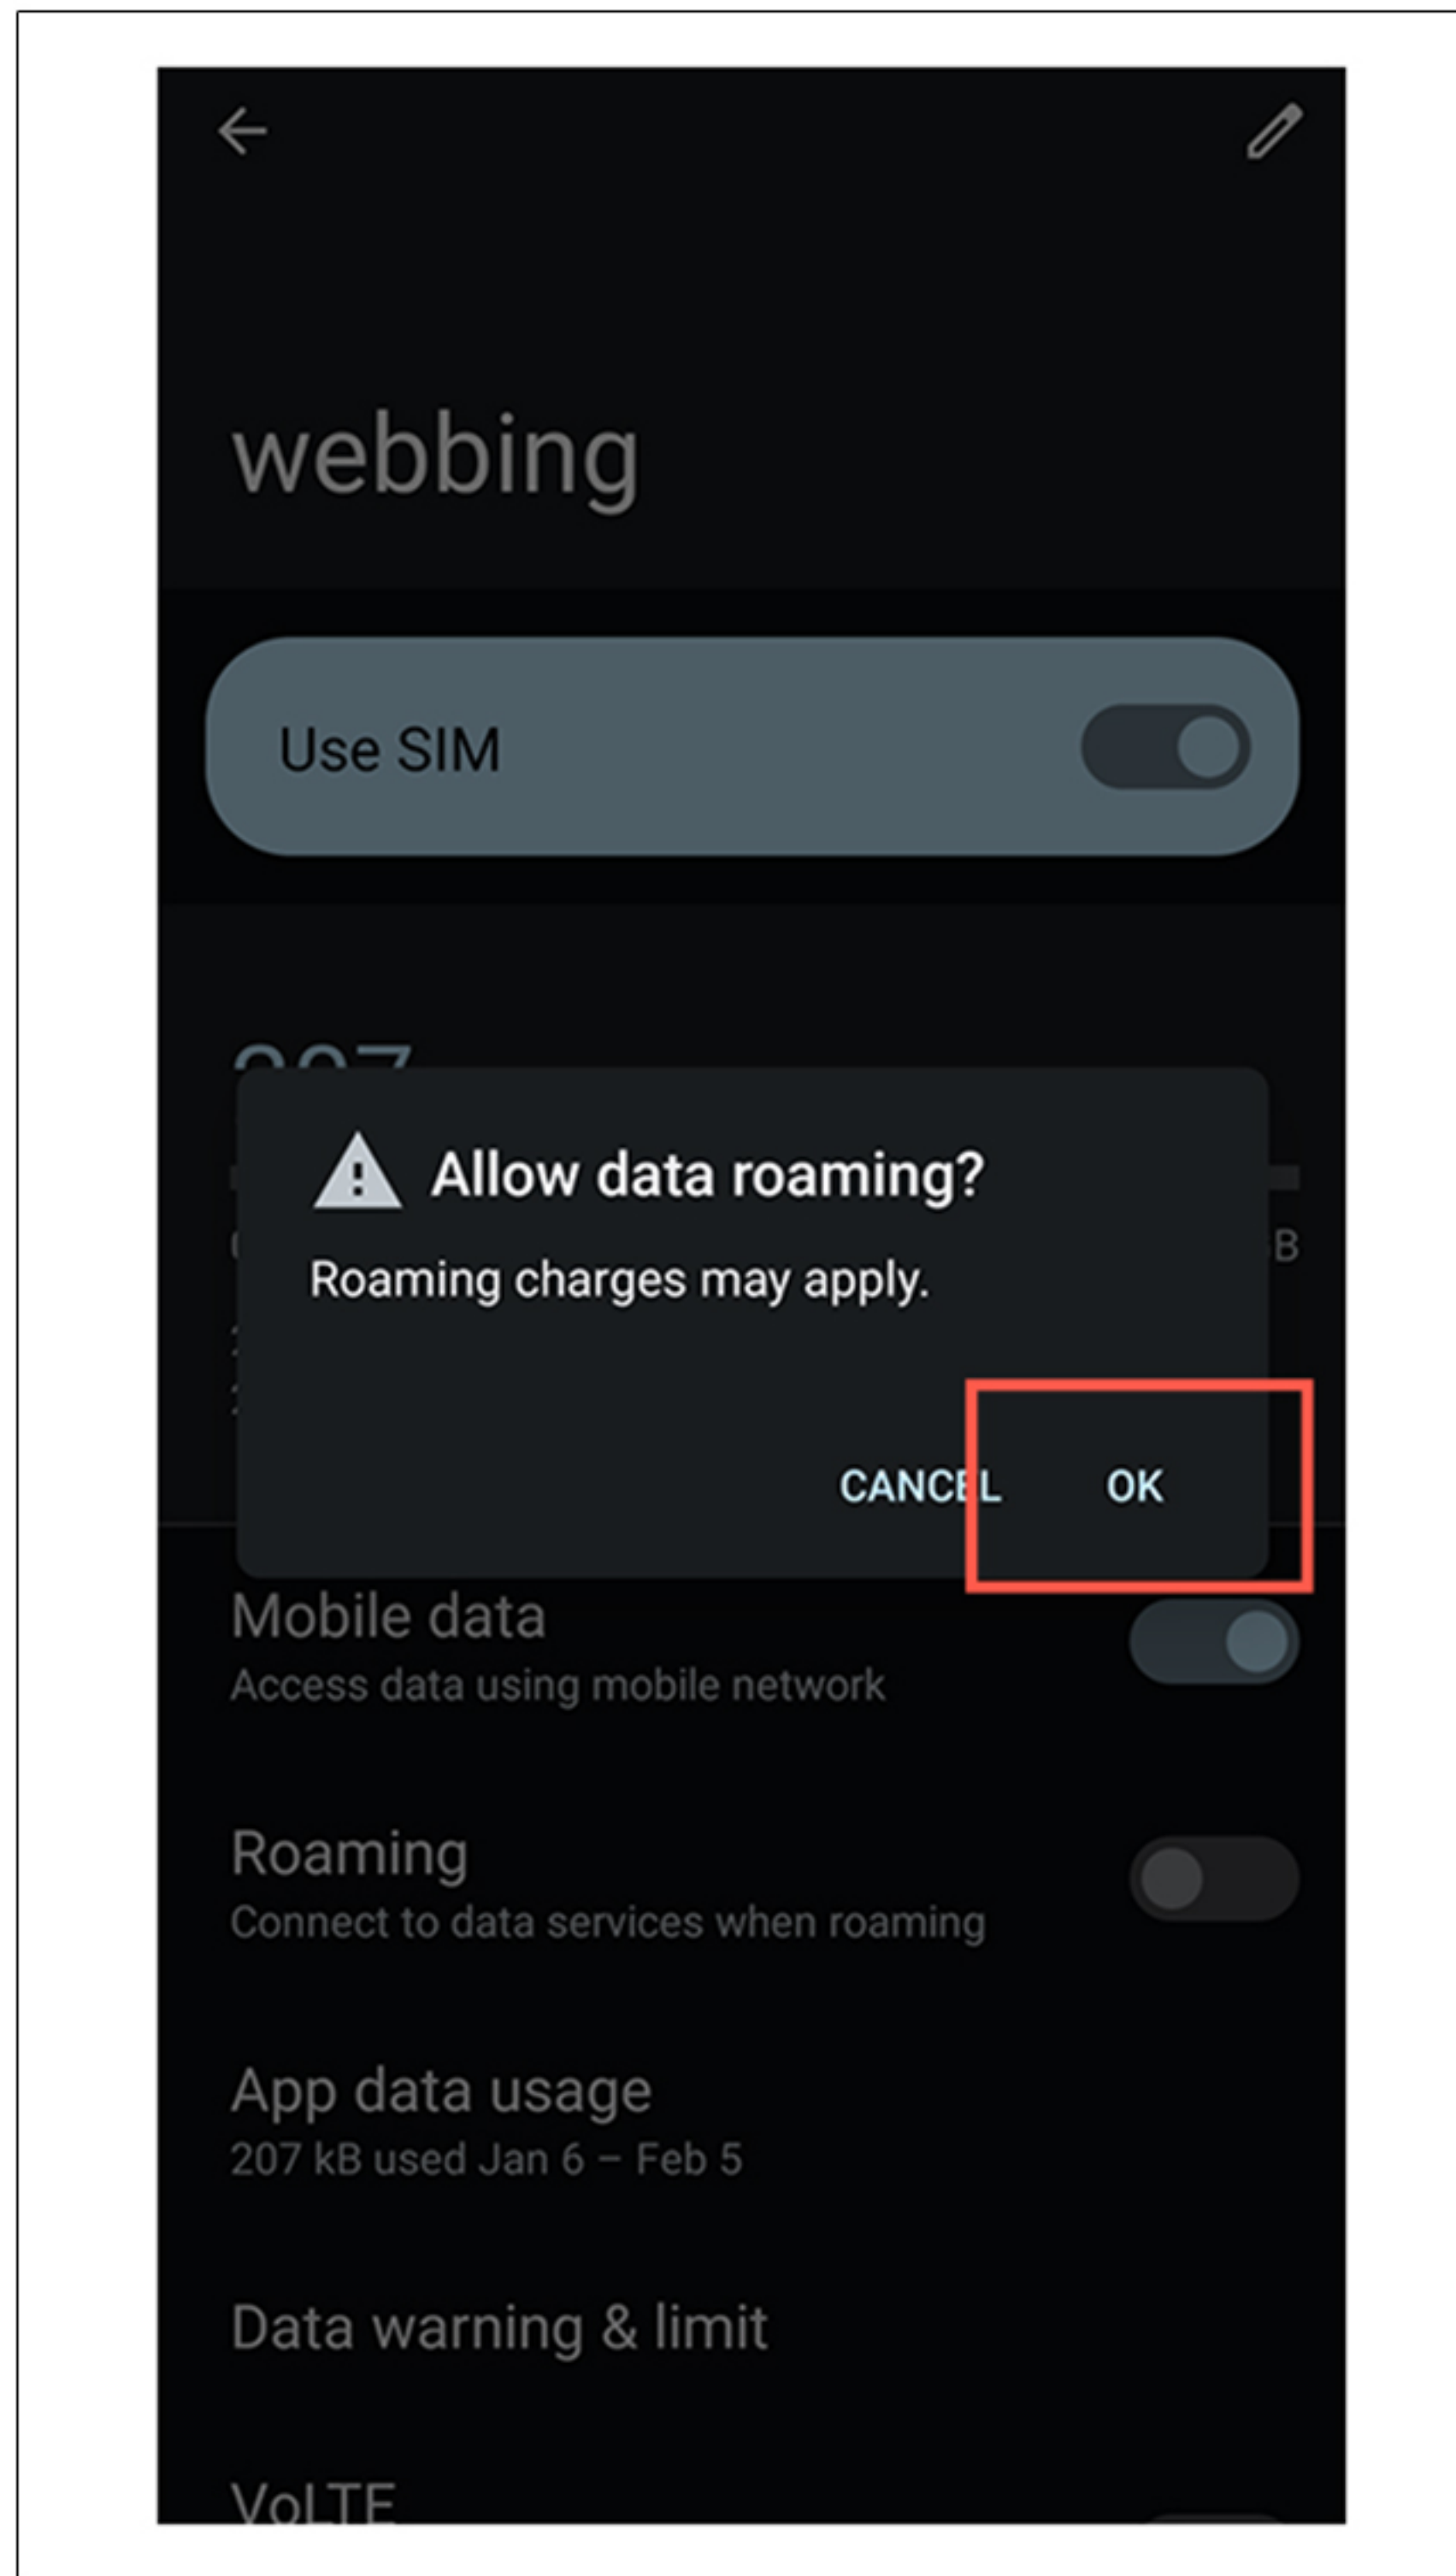 webbing
Use SIM
Allow data roaming?
Roaming charges may apply.
CANCEL OK
Mobile data
Access data using mobile network
Roaming
Connect to data services when roaming
App data usage
207 kB used Jan 6 – Feb 5
Data warning & limit
VoLTE